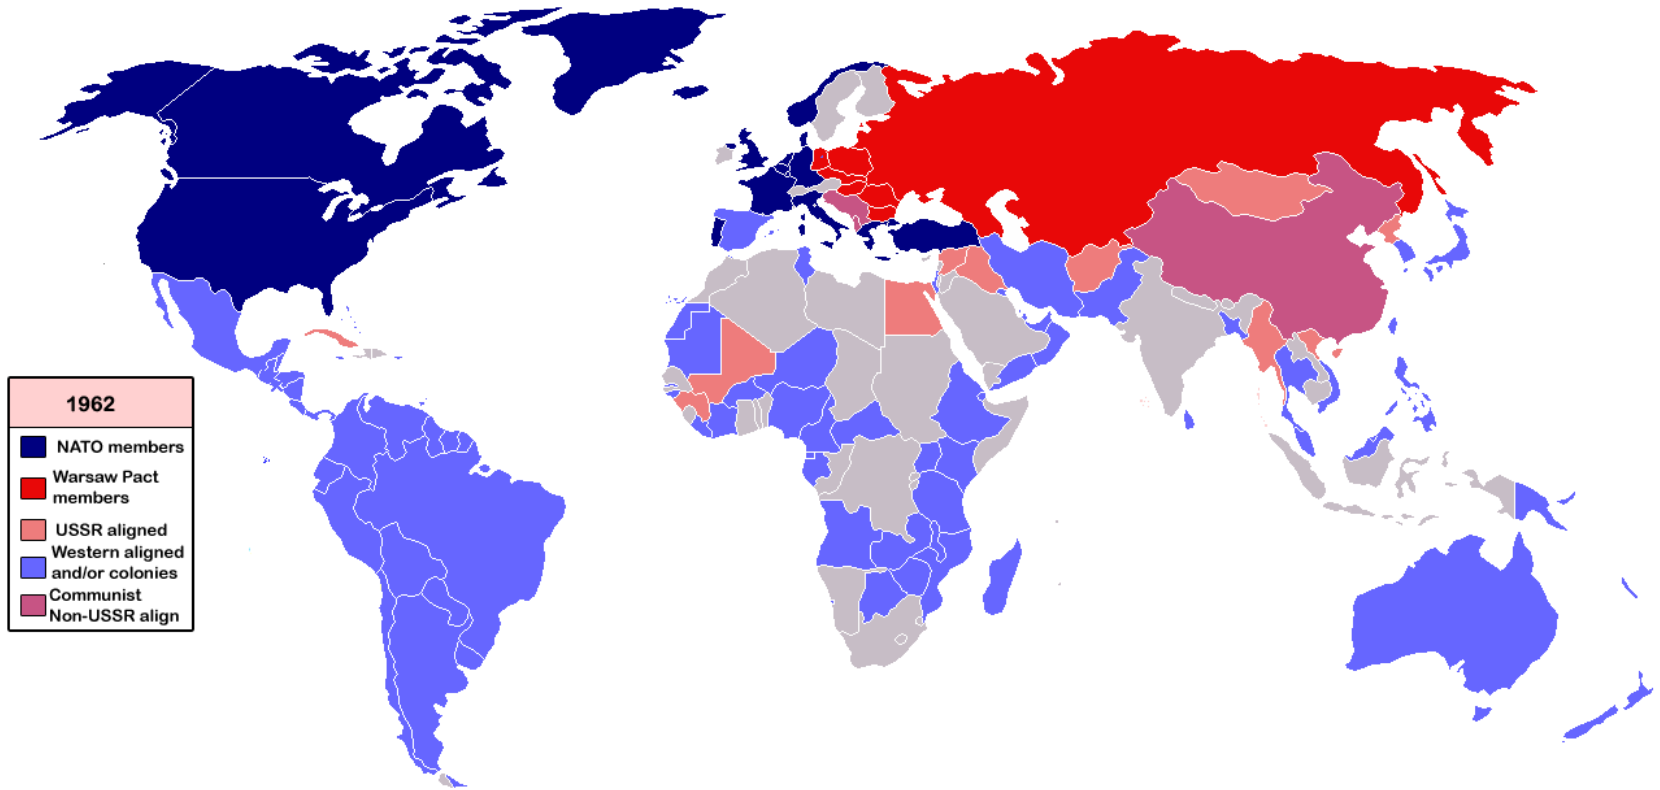 1962
NATO members
Warsaw Pact
members
USSR aligned
Western aligned
and/or colonies
Communist
Non-USSR align